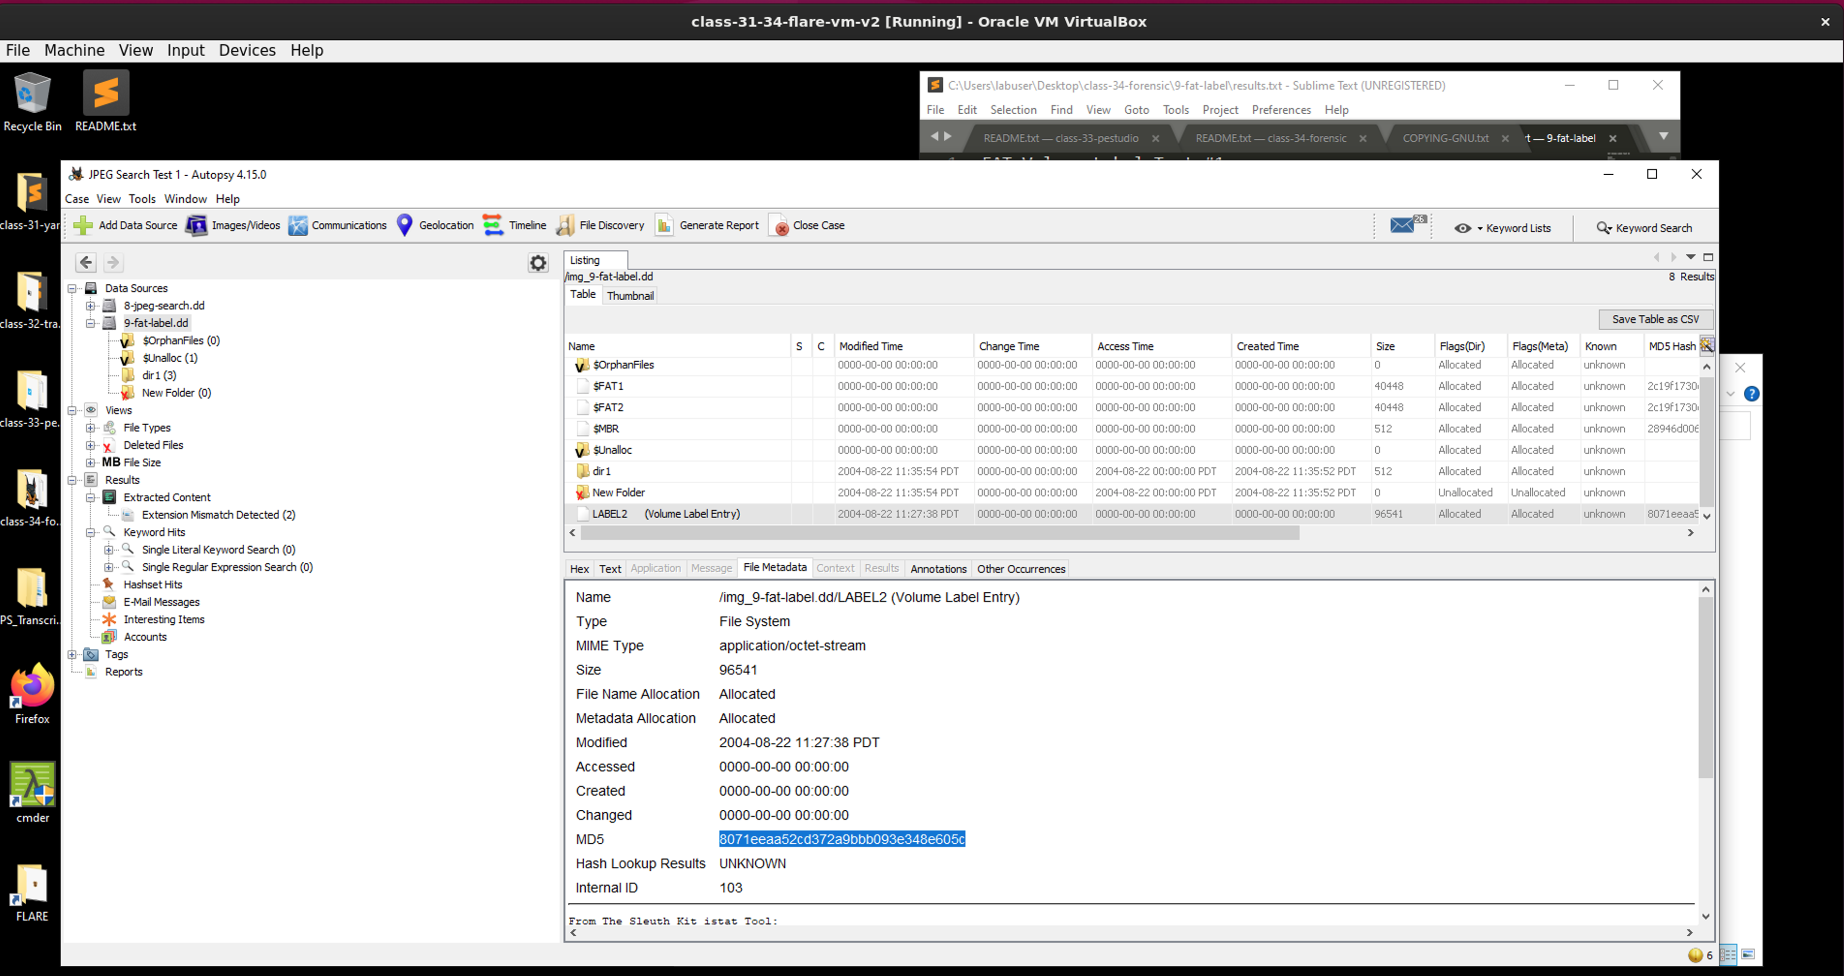 class-31-34-flare-vm-v2 [Running] - Oracle VM VirtualBox
File Machine View Input Devices Help
Recycle Bin
README.txt
class-31-yar
class-32-tra...
class-33-pe...
class-34-fo...
PS_Transcri...
Firefox
cmder
FLARE
C:\Users\labuser\Desktop\class-34-forensic\9-fat-label\results.txt - Sublime Text (UNREGISTERED)
File Edit Selection Find View Goto Tools Project Preferences Help
README.txt — class-33-pestudio
README.txt — class-34-forensic
COPYING-GNU.txt
t — 9-fat-label
JPEG Search Test 1 - Autopsy 4.15.0
Case View Tools Window Help
Add Data Source Images/Videos Communications Geolocation Timeline File Discovery Generate Report Close Case
26
Keyword Lists
Keyword Search
Data Sources
8-jpeg-search.dd
9-fat-label.dd
$OrphanFiles (0)
$Unalloc (1)
dir1 (3)
New Folder (0)
Views
File Types
Deleted Files
MB File Size
Results
Extracted Content
Extension Mismatch Detected (2)
Keyword Hits
Single Literal Keyword Search (0)
Single Regular Expression Search (0)
Hashset Hits
E-Mail Messages
Interesting Items
Accounts
Tags
Reports
Listing
/img_9-fat-label.dd
8 Results
Table Thumbnail
Save Table as CSV
Name S C Modified Time Change Time Access Time Created Time Size Flags(Dir) Flags(Meta) Known MD5 Hash
$OrphanFiles 0000-00-00 00:00:00 0000-00-00 00:00:00 0000-00-00 00:00:00 0000-00-00 00:00:00 0 Allocated Allocated unknown
$FAT1 0000-00-00 00:00:00 0000-00-00 00:00:00 0000-00-00 00:00:00 0000-00-00 00:00:00 40448 Allocated Allocated unknown 2c19f1730
$FAT2 0000-00-00 00:00:00 0000-00-00 00:00:00 0000-00-00 00:00:00 0000-00-00 00:00:00 40448 Allocated Allocated unknown 2c19f1730
$MBR 0000-00-00 00:00:00 0000-00-00 00:00:00 0000-00-00 00:00:00 0000-00-00 00:00:00 512 Allocated Allocated unknown 28946d006
$Unalloc 0000-00-00 00:00:00 0000-00-00 00:00:00 0000-00-00 00:00:00 0000-00-00 00:00:00 0 Allocated Allocated unknown
dir1 2004-08-22 11:35:54 PDT 0000-00-00 00:00:00 2004-08-22 00:00:00 PDT 2004-08-22 11:35:52 PDT 512 Allocated Allocated unknown
New Folder 2004-08-22 11:35:54 PDT 0000-00-00 00:00:00 2004-08-22 00:00:00 PDT 2004-08-22 11:35:52 PDT 0 Unallocated Unallocated unknown
LABEL2 (Volume Label Entry) 2004-08-22 11:27:38 PDT 0000-00-00 00:00:00 0000-00-00 00:00:00 0000-00-00 00:00:00 96541 Allocated Allocated unknown 8071eeaa5
Hex Text Application Message File Metadata Context Results Annotations Other Occurrences
Name /img_9-fat-label.dd/LABEL2 (Volume Label Entry)
Type File System
MIME Type application/octet-stream
Size 96541
File Name Allocation Allocated
Metadata Allocation Allocated
Modified 2004-08-22 11:27:38 PDT
Accessed 0000-00-00 00:00:00
Created 0000-00-00 00:00:00
Changed 0000-00-00 00:00:00
MD5 8071eeaa52cd372a9bbb093e348e605c
Hash Lookup Results UNKNOWN
Internal ID 103
From The Sleuth Kit istat Tool:
6